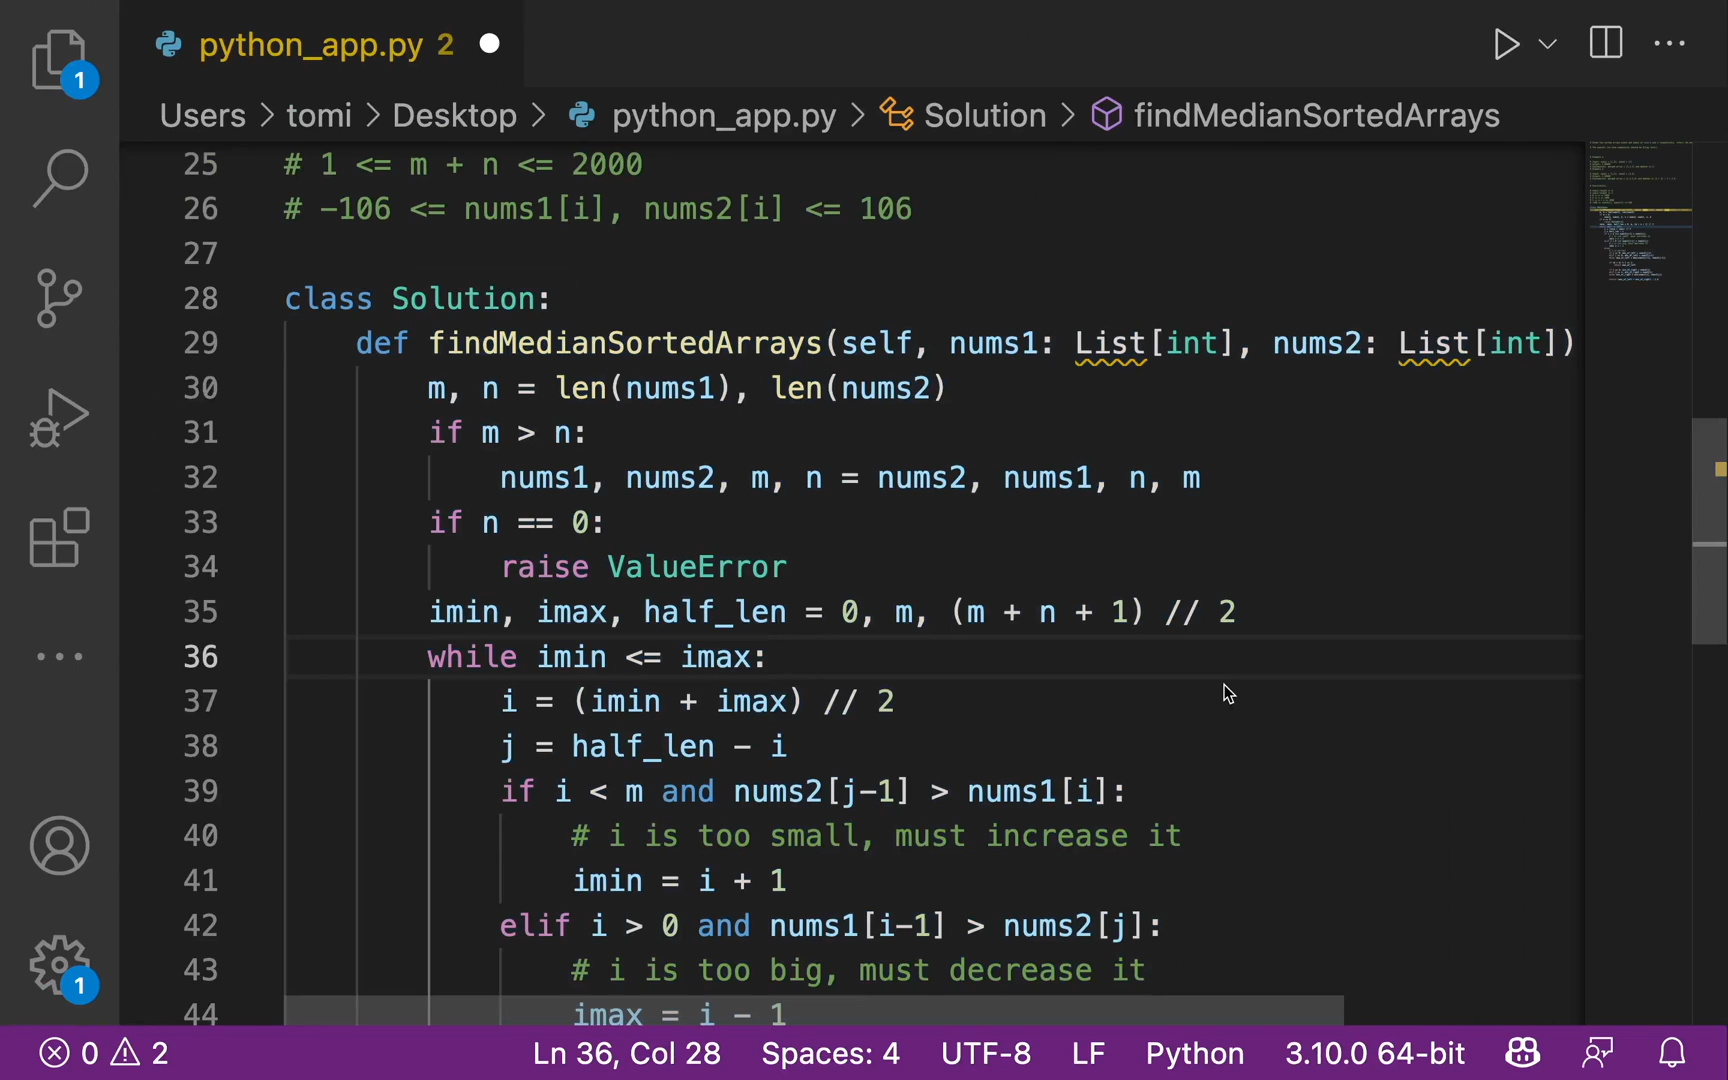 python_app.py 2
1
Users > tomi > Desktop > python_app.py > Solution > findMedianSortedArrays
25 # 1 <= m + n <= 2000
26 # -106 <= nums1[i], nums2[i] <= 106
27
28 class Solution:
29 def findMedianSortedArrays(self, nums1: List[int], nums2: List[int])
30 m, n = len(nums1), len(nums2)
31 if m > n:
32 nums1, nums2, m, n = nums2, nums1, n, m
33 if n == 0:
34 raise ValueError
35 imin, imax, half_len = 0, m, (m + n + 1) // 2
36 while imin <= imax:
37 i = (imin + imax) // 2
38 j = half_len - i
39 if i < m and nums2[j-1] > nums1[i]:
40 # i is too small, must increase it
41 imin = i + 1
42 elif i > 0 and nums1[i-1] > nums2[j]:
43 # i is too big, must decrease it
44 imax = i - 1
1
0 2 Ln 36, Col 28 Spaces: 4 UTF-8 LF Python 3.10.0 64-bit